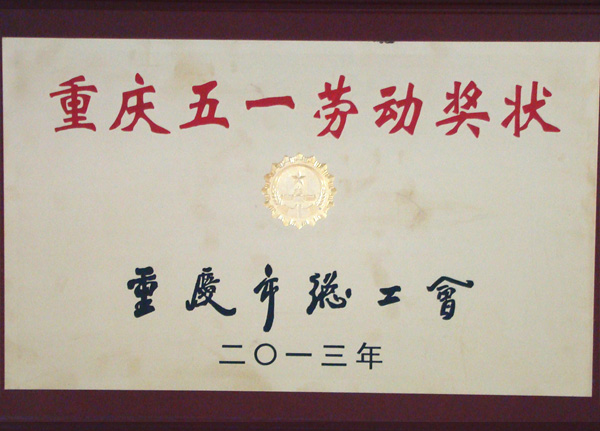 重庆五一劳动奖状
重慶市總工會
二〇一三年